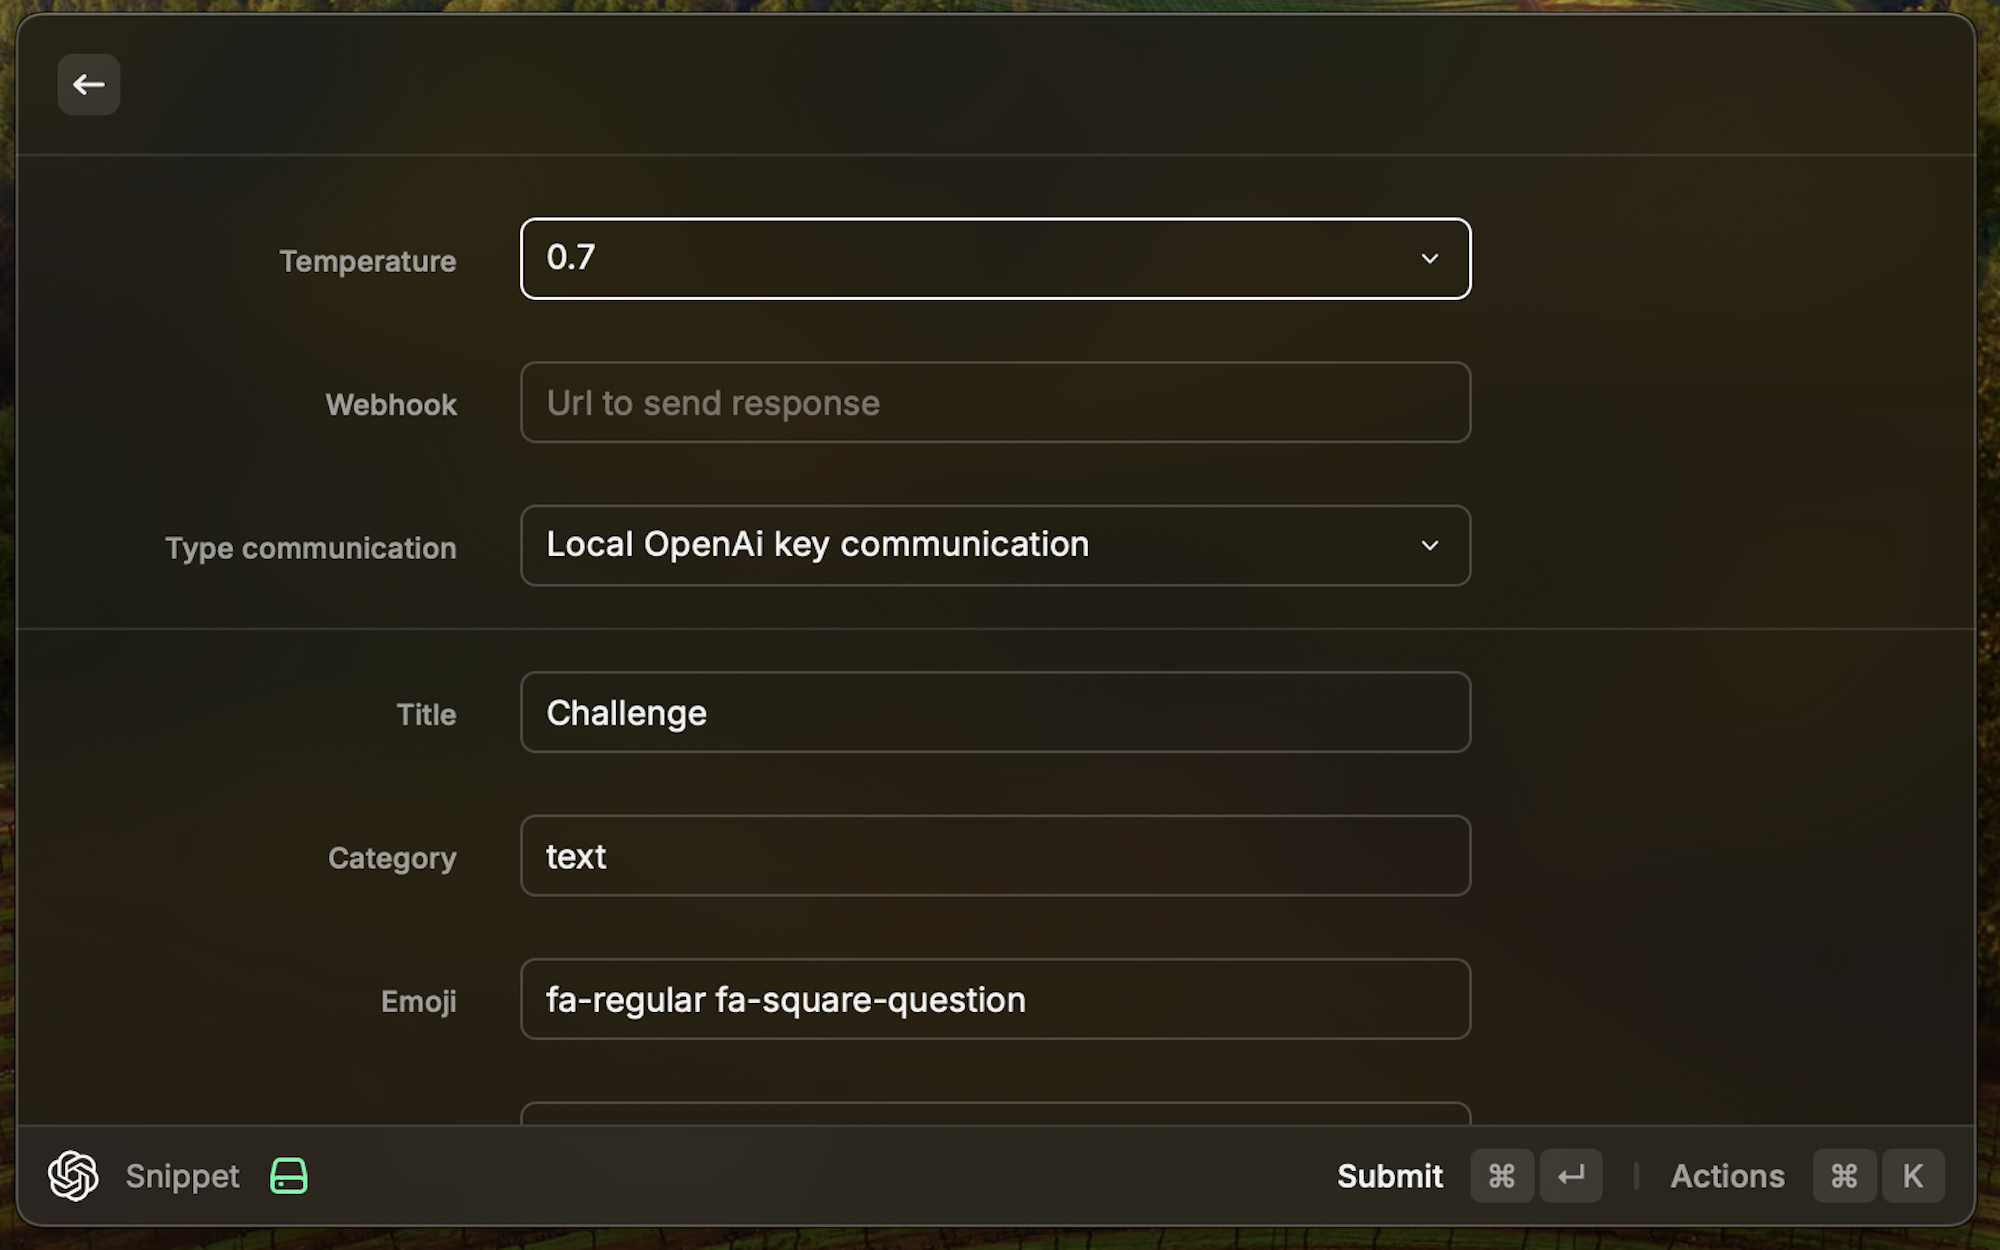 Temperature
0.7
Webhook
Url to send response
Type communication
Local OpenAi key communication
Title
Challenge
Category
text
Emoji
fa-regular fa-square-question
Snippet
Submit ⌘ ↵ | Actions ⌘ K